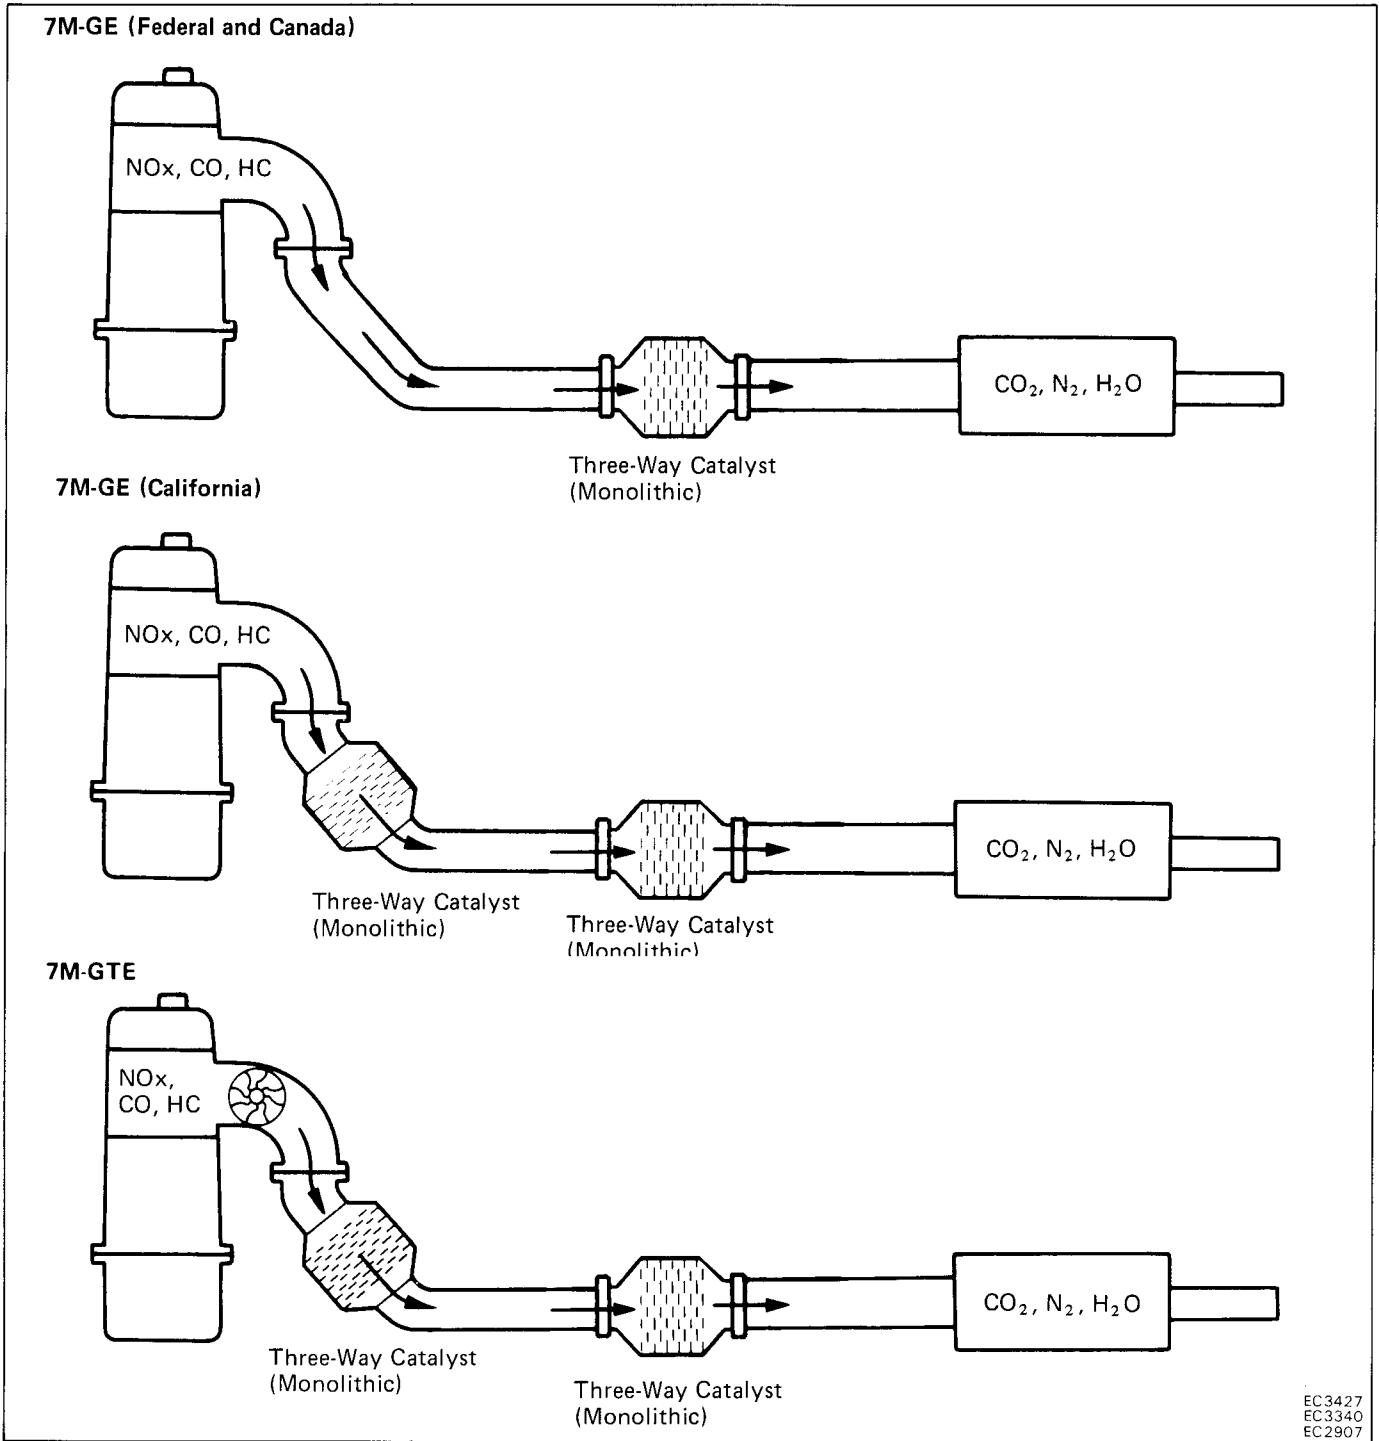 7M-GE (Federal and Canada)
NOx, CO, HC
CO₂, N₂, H₂O
Three-Way Catalyst
(Monolithic)
7M-GE (California)
NOx, CO, HC
CO₂, N₂, H₂O
Three-Way Catalyst
(Monolithic)
Three-Way Catalyst
(Monolithic)
7M-GTE
NOx,
CO, HC
CO₂, N₂, H₂O
Three-Way Catalyst
(Monolithic)
Three-Way Catalyst
(Monolithic)
EC3427
EC3340
EC2907